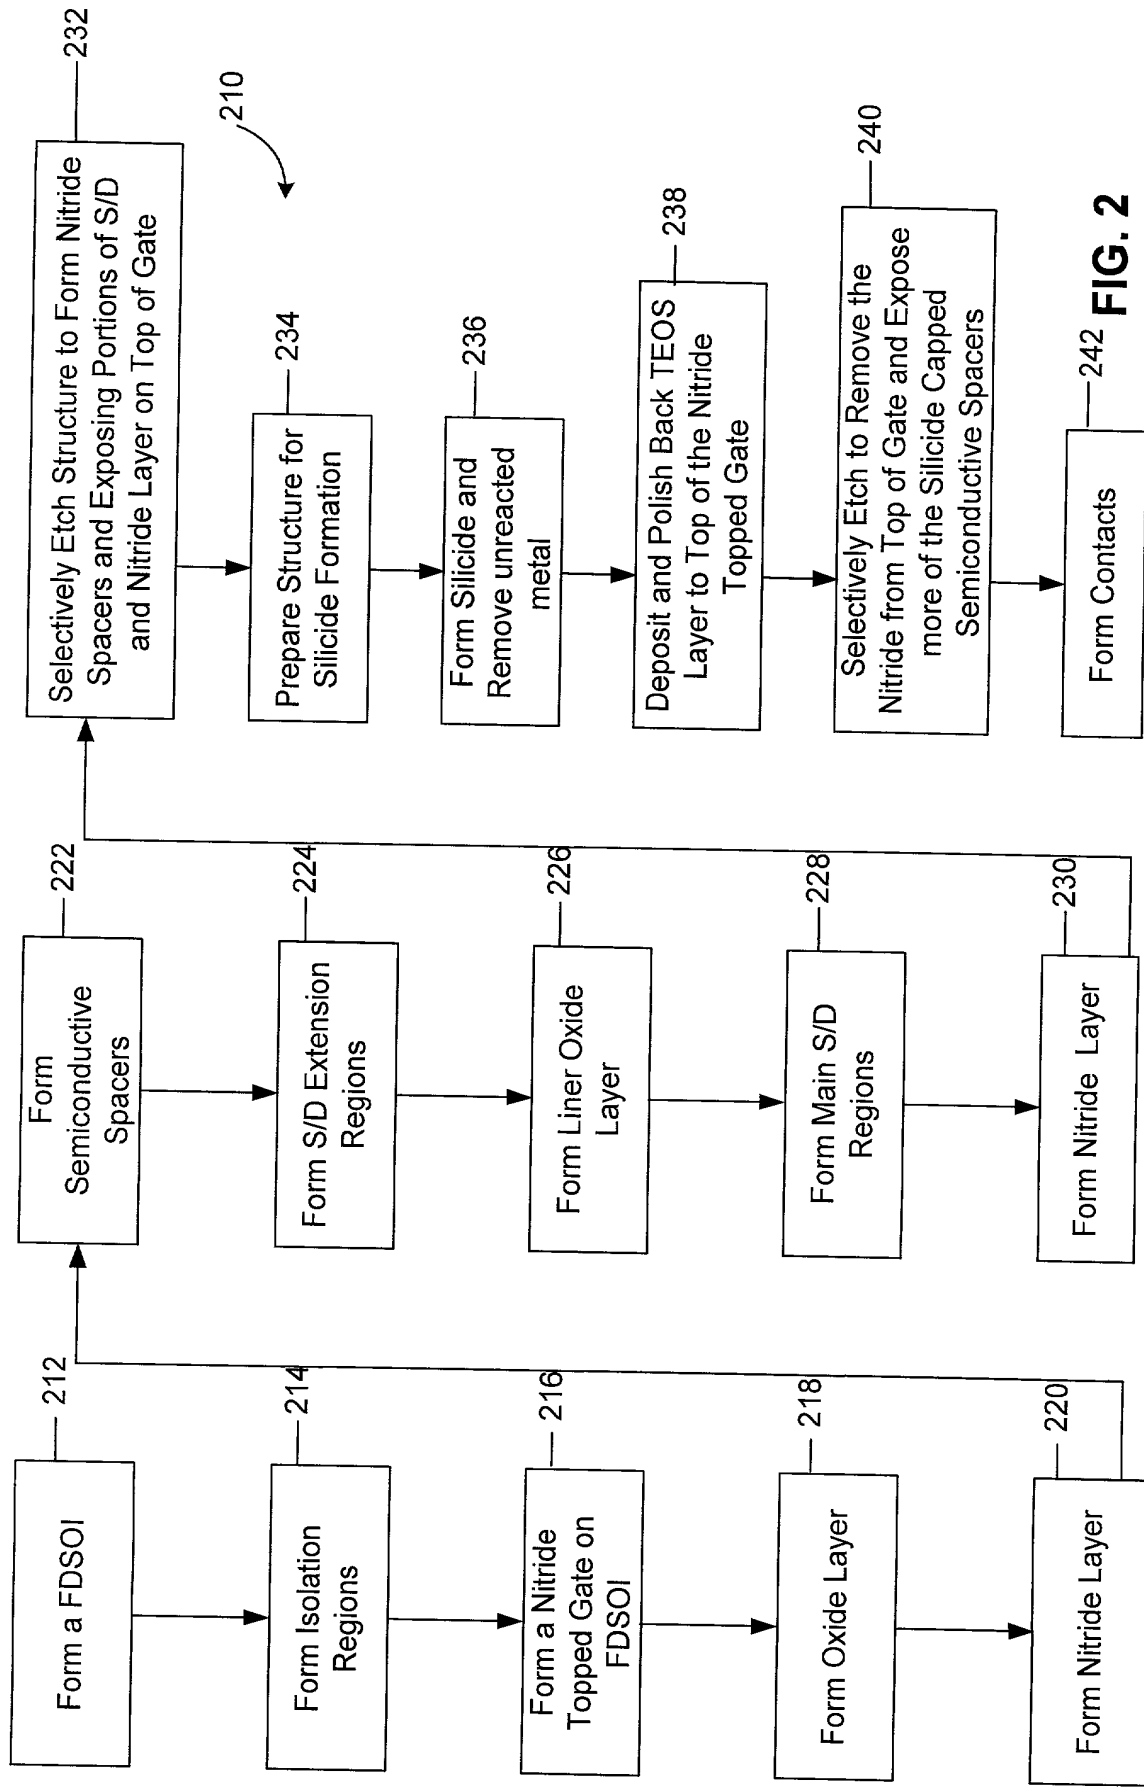 Form a FDSOI
212
Form Isolation
Regions
214
Form a Nitride
Topped Gate on
FDSOI
216
Form Oxide Layer
218
Form Nitride Layer
220
Form
Semiconductive
Spacers
222
Form S/D Extension
Regions
224
Form Liner Oxide
Layer
226
Form Main S/D
Regions
228
Form Nitride Layer
230
Selectively Etch Structure to Form Nitride
Spacers and Exposing Portions of S/D
and Nitride Layer on Top of Gate
232
210
Prepare Structure for
Silicide Formation
234
Form Silicide and
Remove unreacted
metal
236
Deposit and Polish Back TEOS
Layer to Top of the Nitride
Topped Gate
238
Selectively Etch to Remove the
Nitride from Top of Gate and Expose
more of the Silicide Capped
Semiconductive Spacers
240
Form Contacts
242
FIG. 2